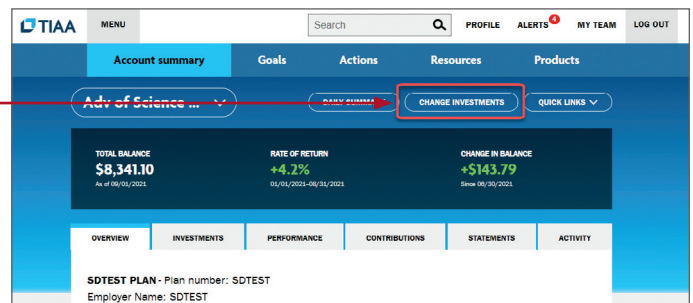 TIAA MENU Search PROFILE ALERTS 4 MY TEAM LOG OUT
Account summary Goals Actions Resources Products
Adv of Science ... DAILY SUMMARY CHANGE INVESTMENTS QUICK LINKS
TOTAL BALANCE RATE OF RETURN CHANGE IN BALANCE
$8,341.10 +4.2% +$143.79
As of 09/01/2021 01/01/2021-08/31/2021 Since 06/30/2021
OVERVIEW INVESTMENTS PERFORMANCE CONTRIBUTIONS STATEMENTS ACTIVITY
SDTEST PLAN - Plan number: SDTEST
Employer Name: SDTEST